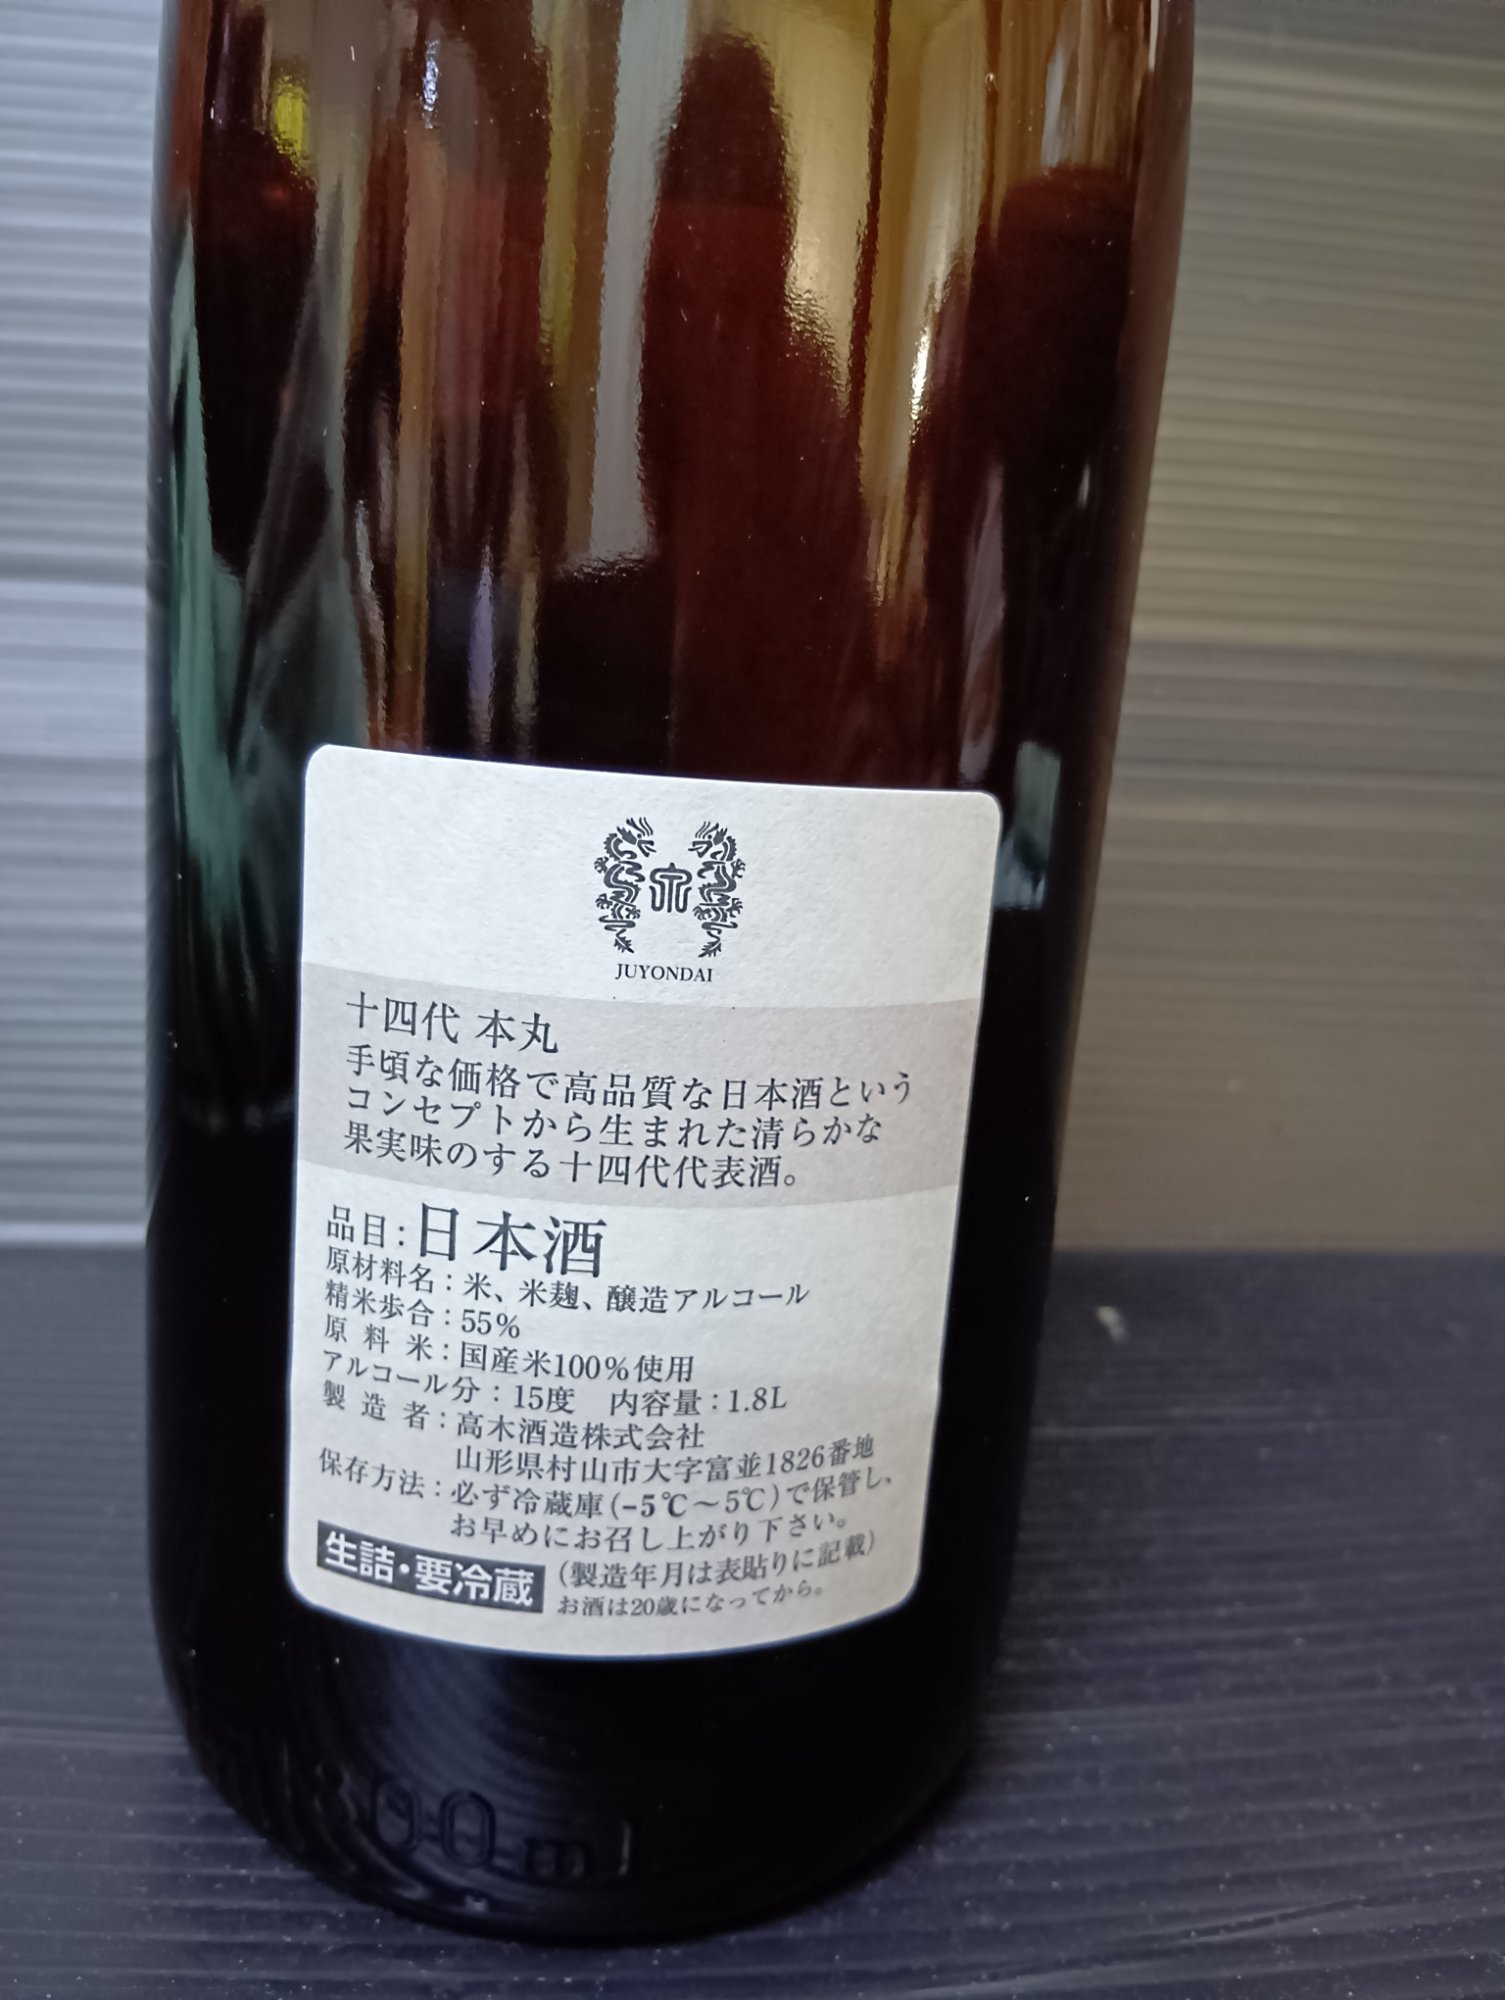 JUYONDAI
十四代 本丸
手頃な価格で高品質な日本酒という
コンセプトから生まれた清らかな
果実味のする十四代代表酒。
品目:日本酒
原材料名:米、米麹、醸造アルコール
精米歩合:55%
原料米:国産米100%使用
アルコール分:15度 内容量:1.8L
製造者:高木酒造株式会社
山形県村山市大字富並1826番地
保存方法:必ず冷蔵庫(-5℃～5℃)で保管し、
お早めにお召し上がり下さい。
生詰・要冷蔵 (製造年月は表貼りに記載)
お酒は20歳になってから。